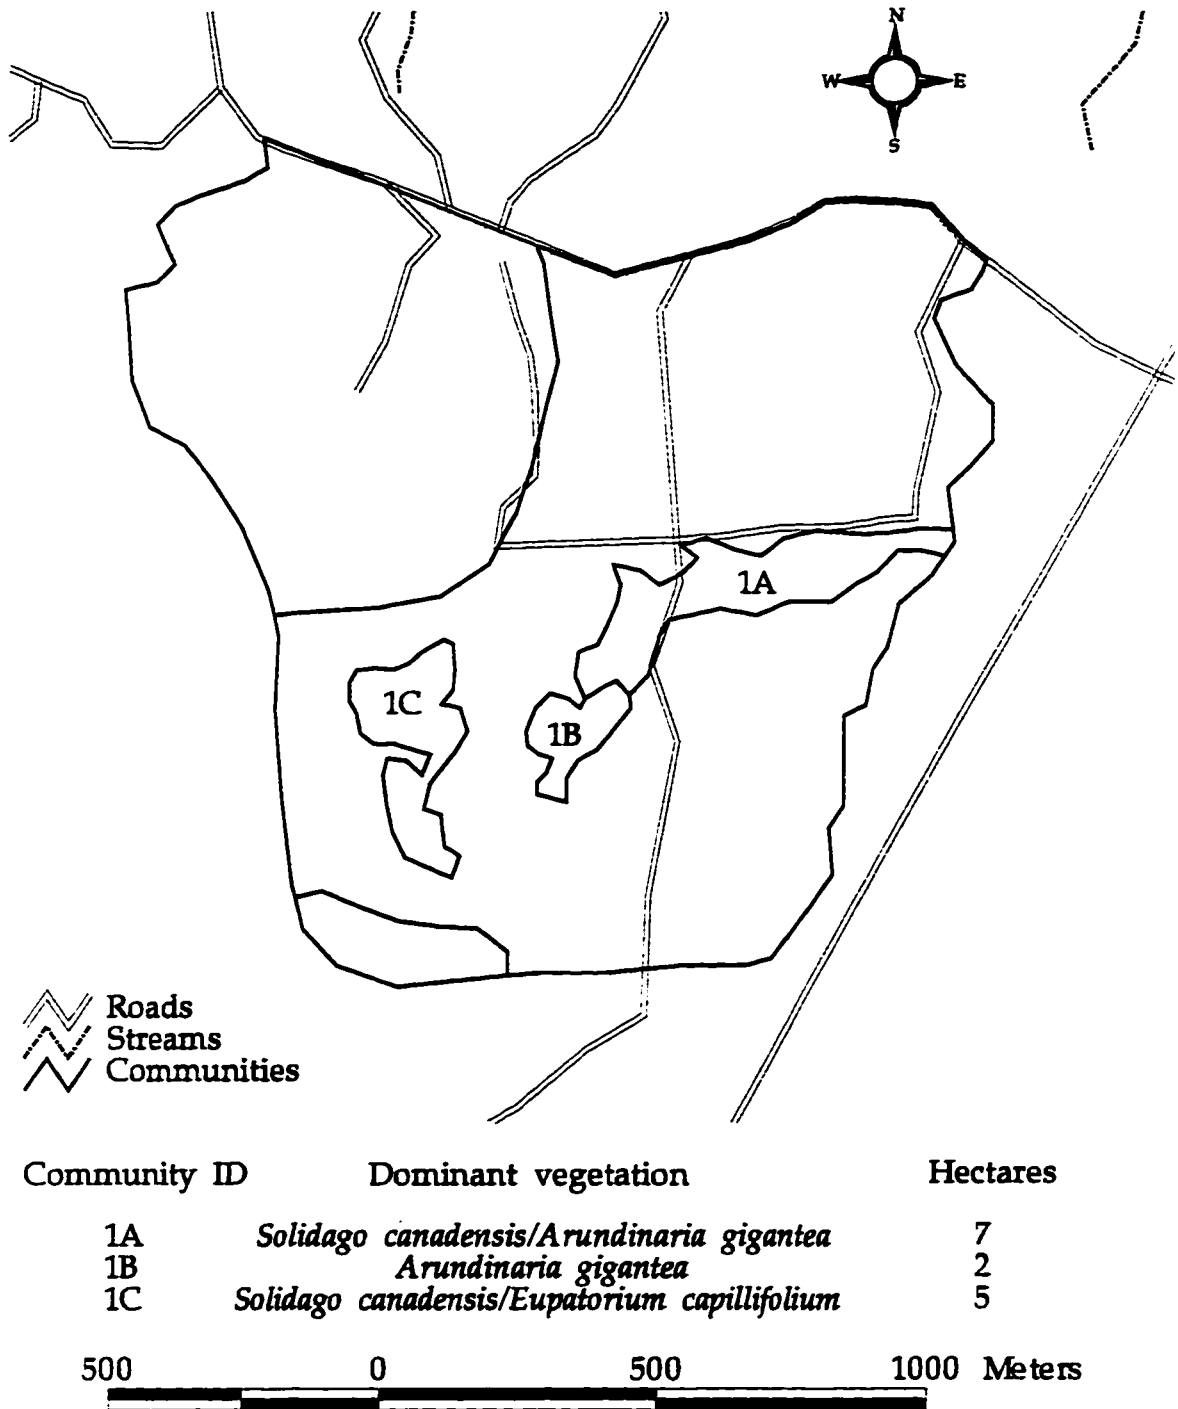 N
W E
S
1A
1C
1B
Roads
Streams
Communities
Community ID Dominant vegetation Hectares
1A Solidago canadensis/Arundinaria gigantea 7
1B Arundinaria gigantea 2
1C Solidago canadensis/Eupatorium capillifolium 5
500 0 500 1000 Meters